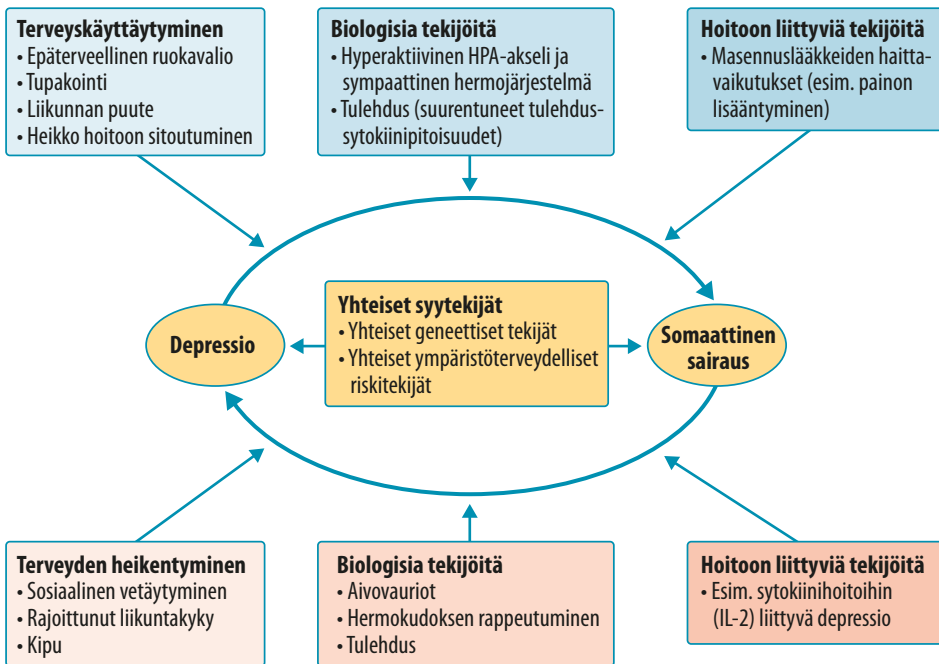 Terveyskäyttäytyminen
• Epäterveellinen ruokavalio
• Tupakointi
• Liikunnan puute
• Heikko hoitoon sitoutuminen
Biologisia tekijöitä
• Hyperaktiivinen HPA-akseli ja
sympaattinen hermojärjestelmä
• Tulehdus (suurentuneet tulehdus-
sytokiinipitoisuudet)
Hoitoon liittyviä tekijöitä
• Masennuslääkkeiden haitta-
vaikutukset (esim. painon
lisääntyminen)
Depressio
Yhteiset syytekijät
• Yhteiset geneettiset tekijät
• Yhteiset ympäristöterveydelliset
riskitekijät
Somaattinen
sairaus
Terveyden heikentyminen
• Sosiaalinen vetäytyminen
• Rajoittunut liikuntakyky
• Kipu
Biologisia tekijöitä
• Aivovauriot
• Hermokudoksen rappeutuminen
• Tulehdus
Hoitoon liittyviä tekijöitä
• Esim. sytokiinihoitoihin
(IL-2) liittyvä depressio